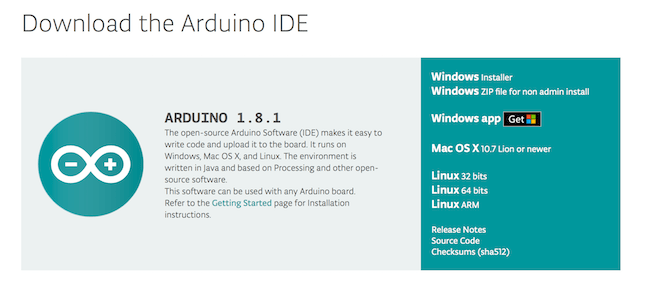 Download the Arduino IDE
ARDUINO 1.8.1
The open-source Arduino Software (IDE) makes it easy to
write code and upload it to the board. It runs on
Windows, Mac OS X, and Linux. The environment is
written in Java and based on Processing and other open-
source software.
This software can be used with any Arduino board.
Refer to the Getting Started page for Installation
instructions.
Windows Installer
Windows ZIP file for non admin install
Windows app Get
Mac OS X 10.7 Lion or newer
Linux 32 bits
Linux 64 bits
Linux ARM
Release Notes
Source Code
Checksums (sha512)